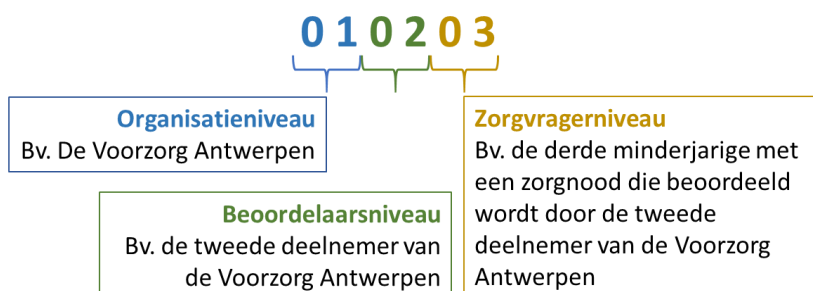 010203
Organisatieniveau
Bv. De Voorzorg Antwerpen
Beoordelaarsniveau
Bv. de tweede deelnemer van
de Voorzorg Antwerpen
Zorgvragerniveau
Bv. de derde minderjarige met
een zorgnood die beoordeeld
wordt door de tweede
deelnemer van de Voorzorg
Antwerpen